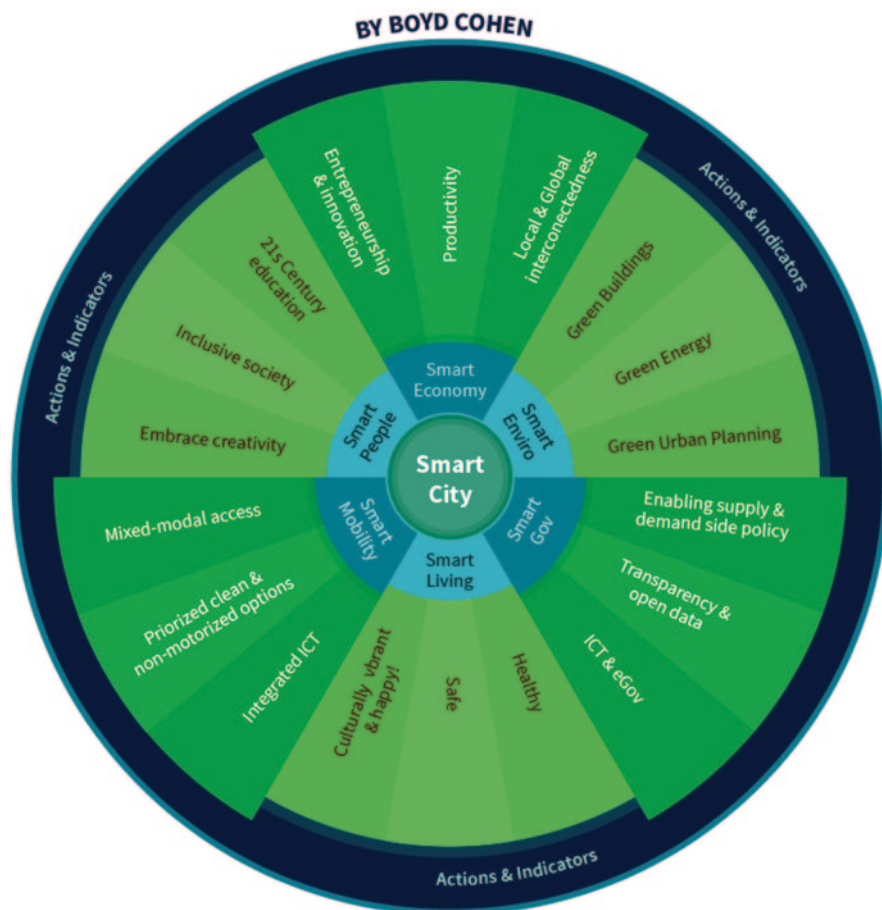 BY BOYD COHEN
Actions & Indicators
Entrepreneurship
& innovation
Productivity
Local & Global
interconnectedness
Actions & Indicators
21s Century
education
Inclusive society
Embrace creativity
Green Buildings
Green Energy
Green Urban Planning
Smart
Economy
Smart
People
Smart
Enviro
Smart
City
Smart
Mobility
Smart
Living
Smart
Gov
Mixed-modal access
Priorized clean &
non-motorized options
Integrated ICT
Culturally vbrant
& happy!
Safe
Healthy
Enabling supply &
demand side policy
Transparency &
open data
ICT & eGov
Actions & Indicators